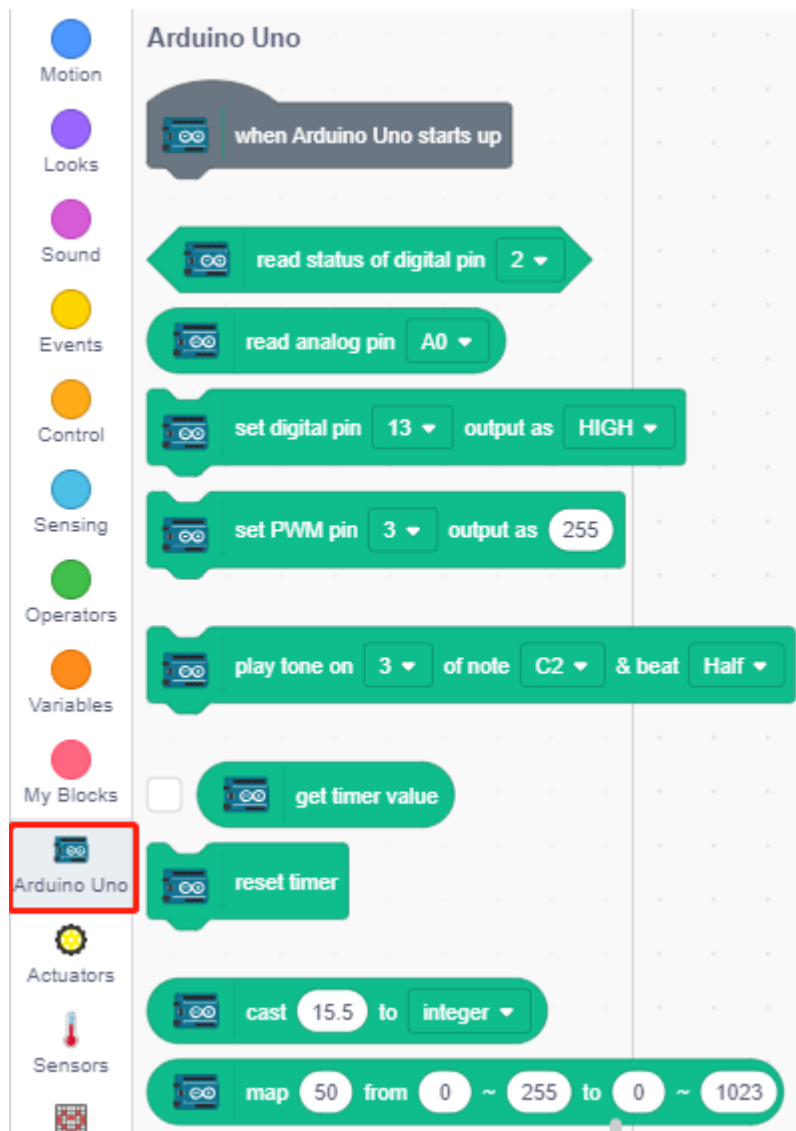 Arduino Uno
Motion
when Arduino Uno starts up
Looks
Sound
read status of digital pin 2
Events
read analog pin A0
Control
set digital pin 13 output as HIGH
Sensing
set PWM pin 3 output as 255
Operators
Variables
play tone on 3 of note C2 & beat Half
My Blocks
get timer value
Arduino Uno
reset timer
Actuators
cast 15.5 to integer
Sensors
map 50 from 0 ~ 255 to 0 ~ 1023